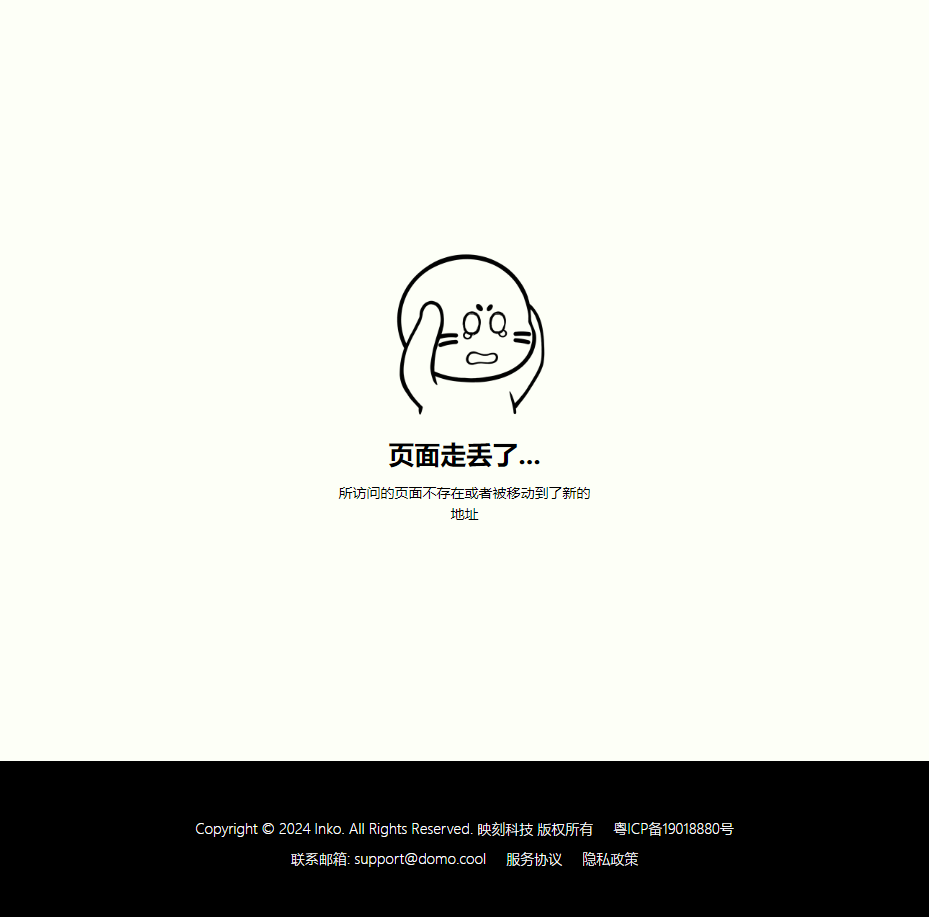 页面走丢了...
所访问的页面不存在或者被移动到了新的
地址
Copyright © 2024 Inko. All Rights Reserved. 映刻科技 版权所有 粤ICP备19018880号
联系邮箱: support@domo.cool 服务协议 隐私政策